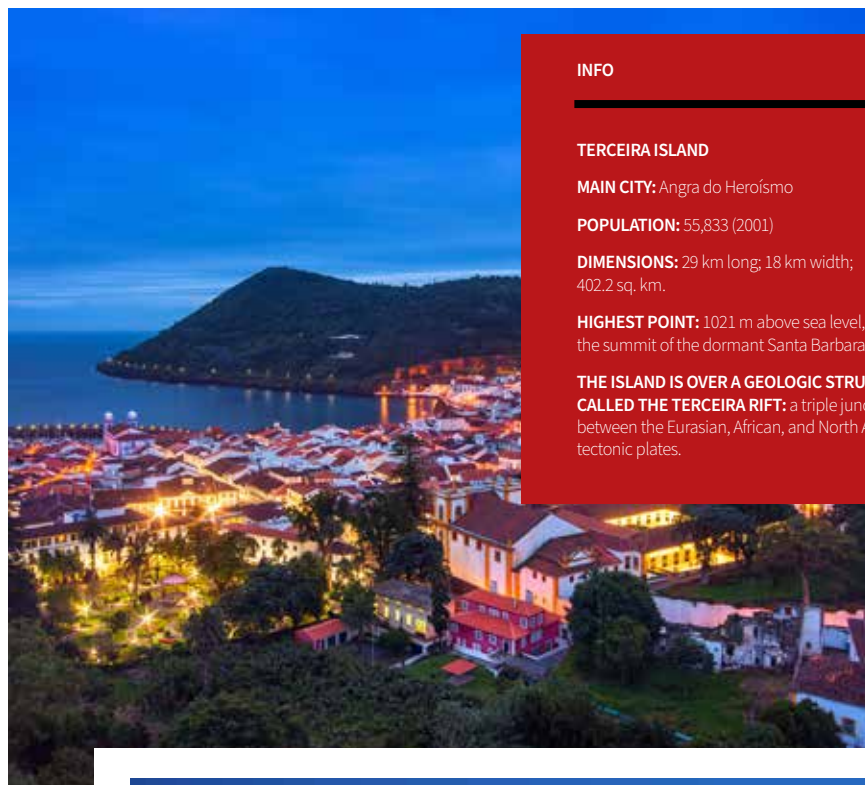 INFO
TERCEIRA ISLAND
MAIN CITY: Angra do Heroísmo
POPULATION: 55,833 (2001)
DIMENSIONS: 29 km long; 18 km width;
402.2 sq. km.
HIGHEST POINT: 1021 m above sea level,
the summit of the dormant Santa Barbara
THE ISLAND IS OVER A GEOLOGIC
CALLED THE TERCEIRA RIFT: a triple
between the Eurasian, African, and North
tectonic plates.